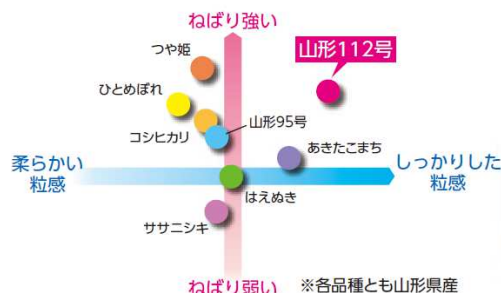 ねばり強い
つや姫
山形112号
ひとめぼれ
コシヒカリ
山形95号
あきたこまち
柔らかい
粒感
しっかりした
粒感
はえぬき
ササニシキ
ねばり弱い
※各品種とも山形県産